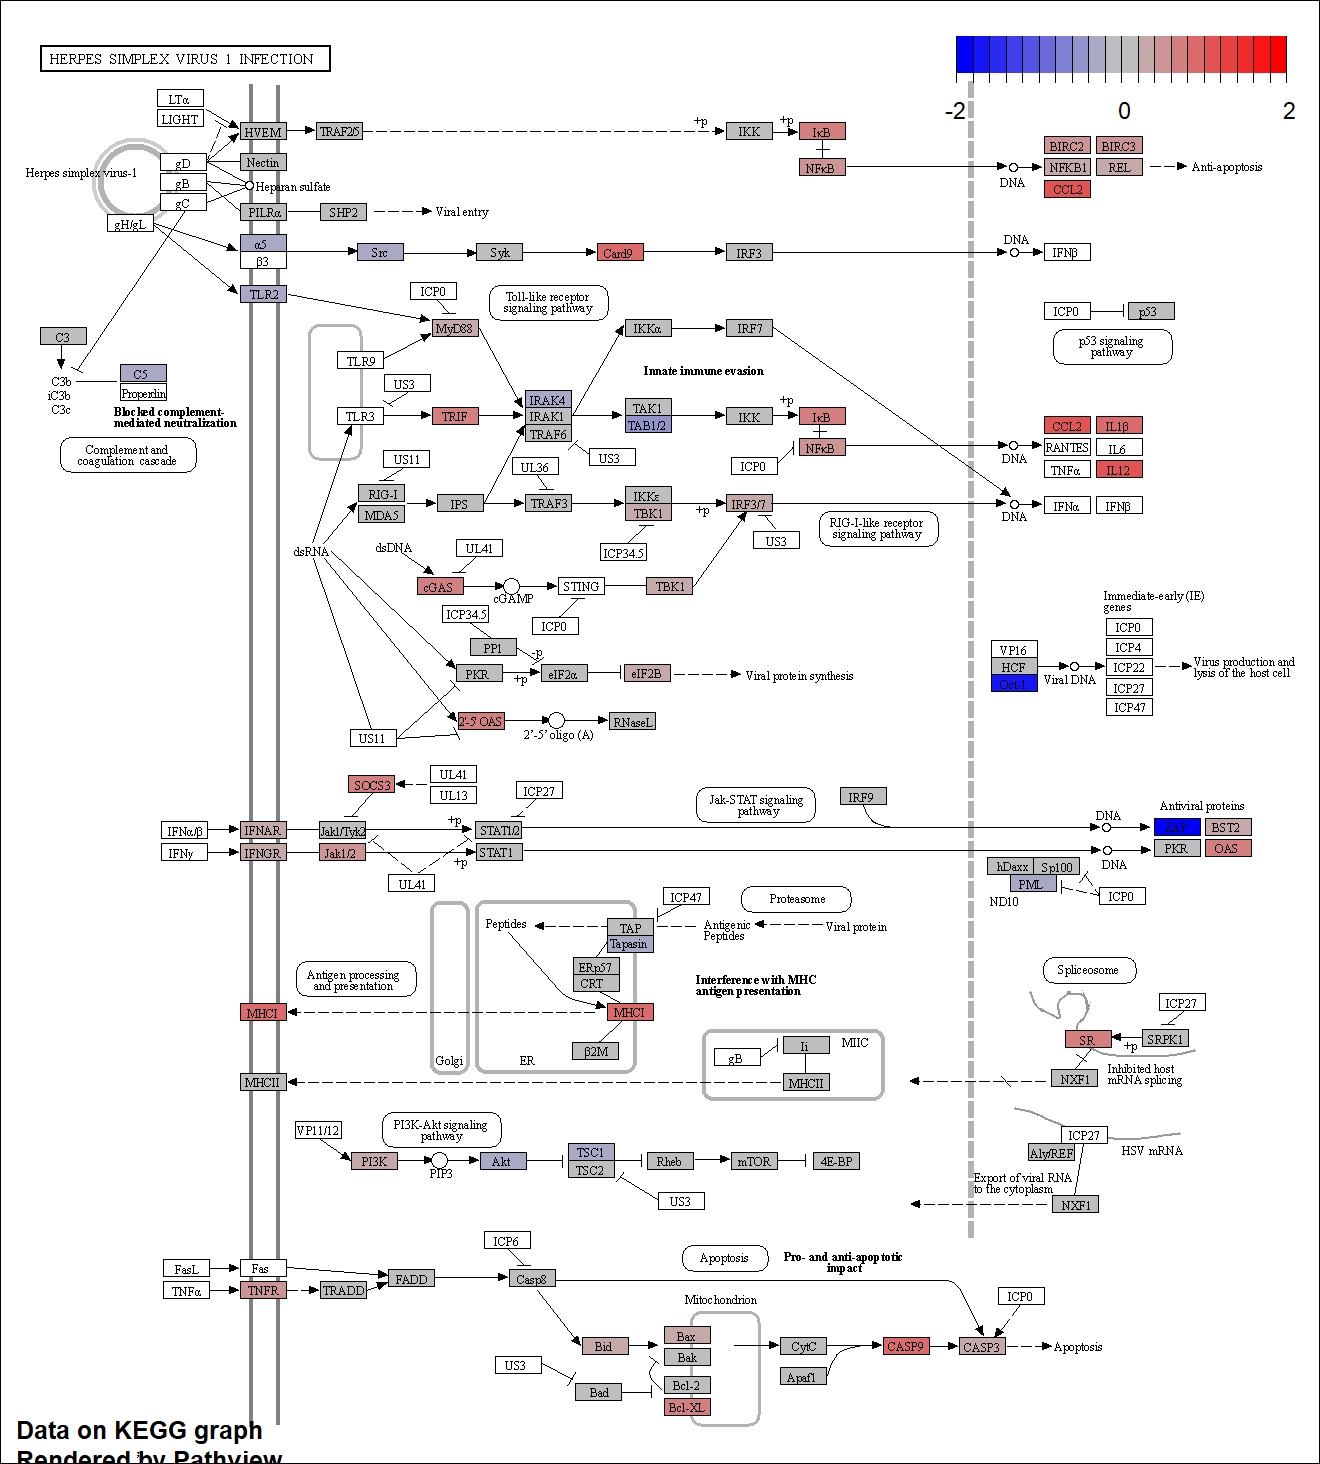 HERPES SIMPLEX VIRUS 1 INFECTION
-2
0
2
LTα
LIGHT
HVEM
TRAF2/5
+p
IKK
+p
IκB
NFκB
DNA
BIRC2
BIRC3
NFKB1
REL
CCL2
Anti-apoptosis
Herpes simplex virus-1
gD
gB
gC
gH/gL
Nectin
Heparan sulfate
PILRα
SHP2
Viral entry
α5
β3
Src
Syk
Card9
IRF3
DNA
IFNβ
TLR2
ICP0
Toll-like receptor
signaling pathway
ICP0
p53
p53 signaling
pathway
MyD88
IKKα
IRF7
C3
C3b
iC3b
C3c
C5
Properdin
Blocked complement-
mediated neutralization
Complement and
coagulation cascade
TLR9
US3
TLR3
TRIF
Innate immune evasion
IRAK4
IRAK1
TRAF6
TAK1
TAB1/2
IKK
+p
IκB
NFκB
ICP0
US3
DNA
CCL2
IL1β
RANTES
IL6
TNFα
IL12
US11
UL36
RIG-I
MDA5
IPS
TRAF3
IKKε
TBK1
+p
IRF3/7
ICP34.5
US3
RIG-I-like receptor
signaling pathway
DNA
IFNα
IFNβ
dsRNA
dsDNA
UL41
cGAS
cGAMP
STING
TBK1
ICP0
ICP34.5
PP1
-p
PKR
+p
eIF2α
eIF2B
Viral protein synthesis
2'-5' OAS
2'-5' oligo (A)
RNaseL
US11
Immediate-early (IE)
genes
ICP0
ICP4
ICP22
ICP27
ICP47
VP16
HCF
Oct-1
Viral DNA
Virus production and
lysis of the host cell
SOCS3
UL41
UL13
ICP27
Jak-STAT signaling
pathway
IRF9
IFNα/β
IFNAR
Jak1/Tyk2
+p
STAT1/2
IFNγ
IFNGR
Jak1/2
+p
STAT1
UL41
DNA
DNA
Antiviral proteins
ZAP
BST2
PKR
OAS
hDaxx
Sp100
PML
ND10
ICP0
ICP47
Proteasome
Peptides
TAP
Tapasin
Antigenic
Peptides
Viral protein
ERp57
CRT
Antigen processing
and presentation
Interference with MHC
antigen presentation
MHCI
MHCI
β2M
Golgi
ER
gB
Ii
MIIC
MHCII
MHCII
Spliceosome
ICP27
SR
+p
SRPK1
NXF1
Inhibited host
mRNA splicing
VP11/12
PI3K-Akt signaling
pathway
PI3K
PIP3
Akt
TSC1
TSC2
Rheb
mTOR
4E-BP
US3
ICP27
Aly/REF
HSV mRNA
Export of viral RNA
to the cytoplasm
NXF1
ICP6
Apoptosis
Pro- and anti-apoptotic
impact
FasL
Fas
TNFα
TNFR
TRADD
FADD
Casp8
Mitochondrion
ICP0
Bid
Bax
Bak
Bcl-2
Bcl-XL
US3
Bad
CytC
Apaf1
CASP9
CASP3
Apoptosis
Data on KEGG graph
Rendered by Pathview